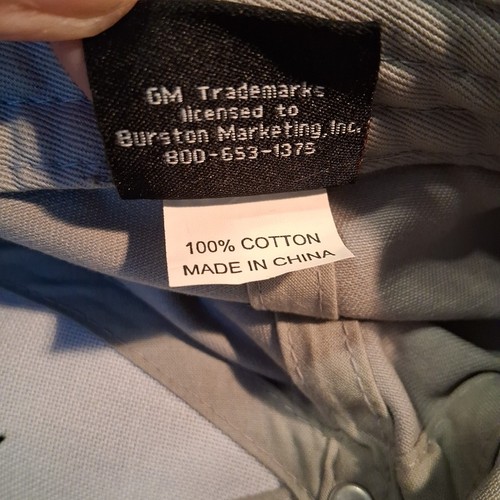 GM Trademarks
licensed to
Burston Marketing, Inc.
800-653-1375
100% COTTON
MADE IN CHINA